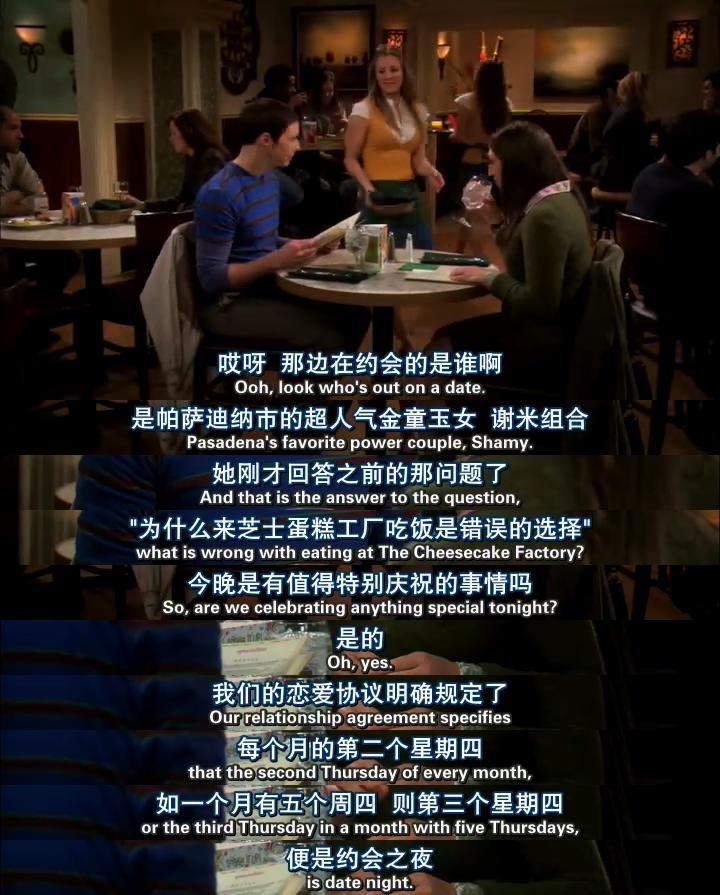 哎呀 那边在约会的是谁啊
Ooh, look who's out on a date.
是帕萨迪纳市的超人气金童玉女 谢米组合
Pasadena's favorite power couple, Shamy.
她刚才回答之前的那问题了
And that is the answer to the question,
"为什么来芝士蛋糕工厂吃饭是错误的选择"
what is wrong with eating at The Cheesecake Factory?
今晚是有值得特别庆祝的事情吗
So, are we celebrating anything special tonight?
是的
Oh, yes.
我们的恋爱协议明确规定了
Our relationship agreement specifies
每个月的第二个星期四
that the second Thursday of every month,
如一个月有五个周四 则第三个星期四
or the third Thursday in a month with five Thursdays,
便是约会之夜
is date night.